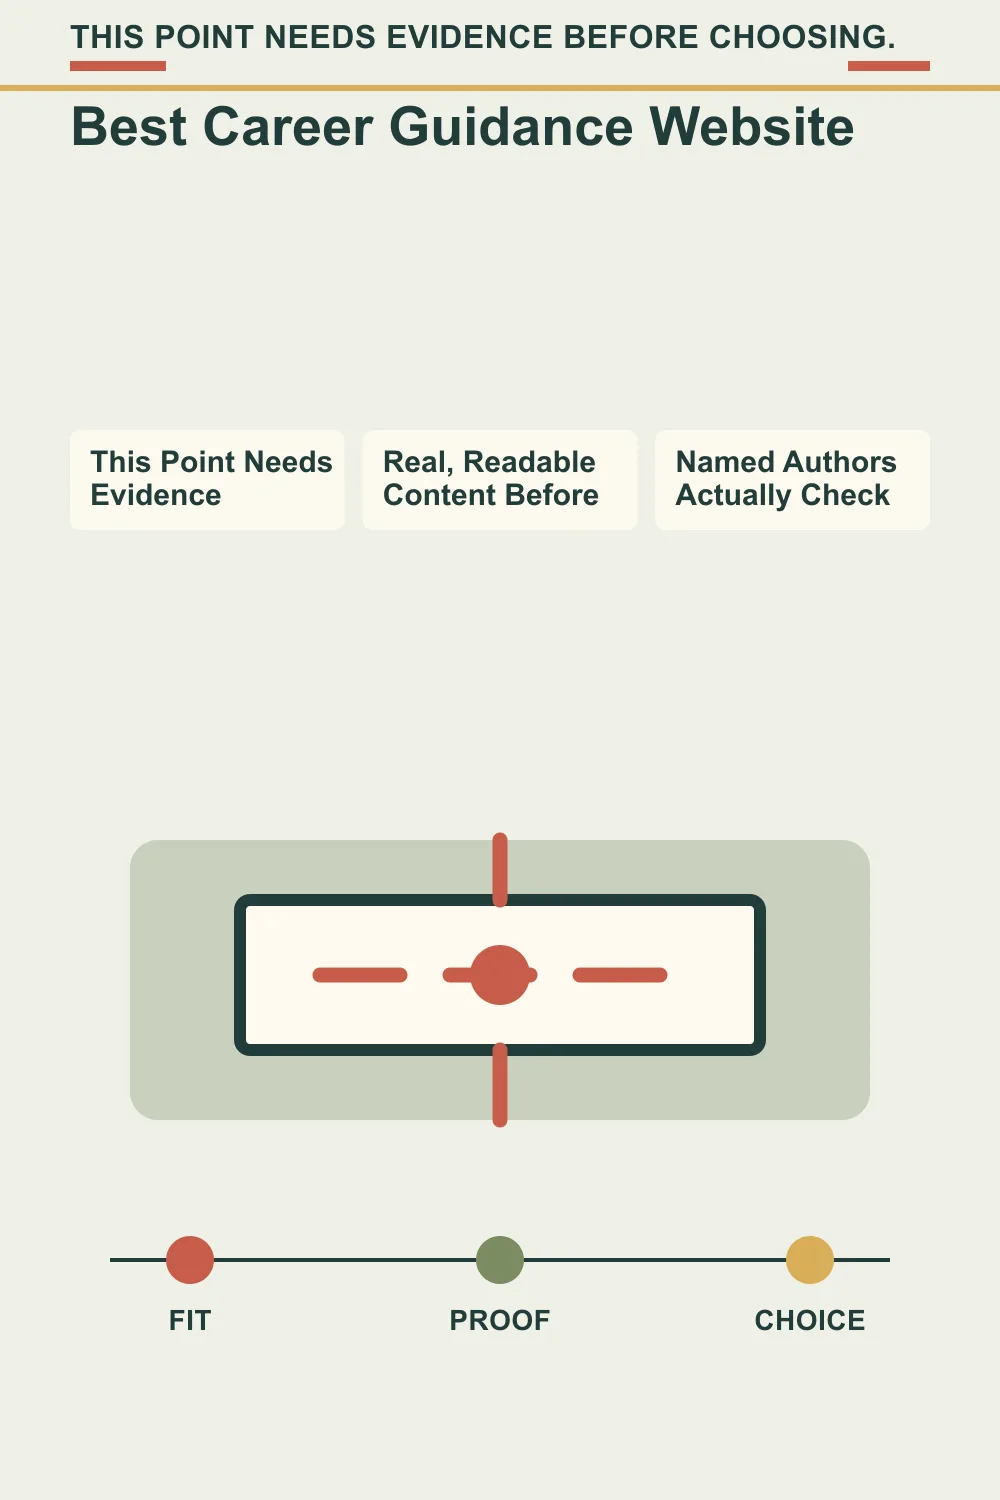 THIS POINT NEEDS EVIDENCE BEFORE CHOOSING.
Best Career Guidance Website
This Point Needs
Evidence
Real, Readable
Content Before
Named Authors
Actually Check
FIT
PROOF
CHOICE